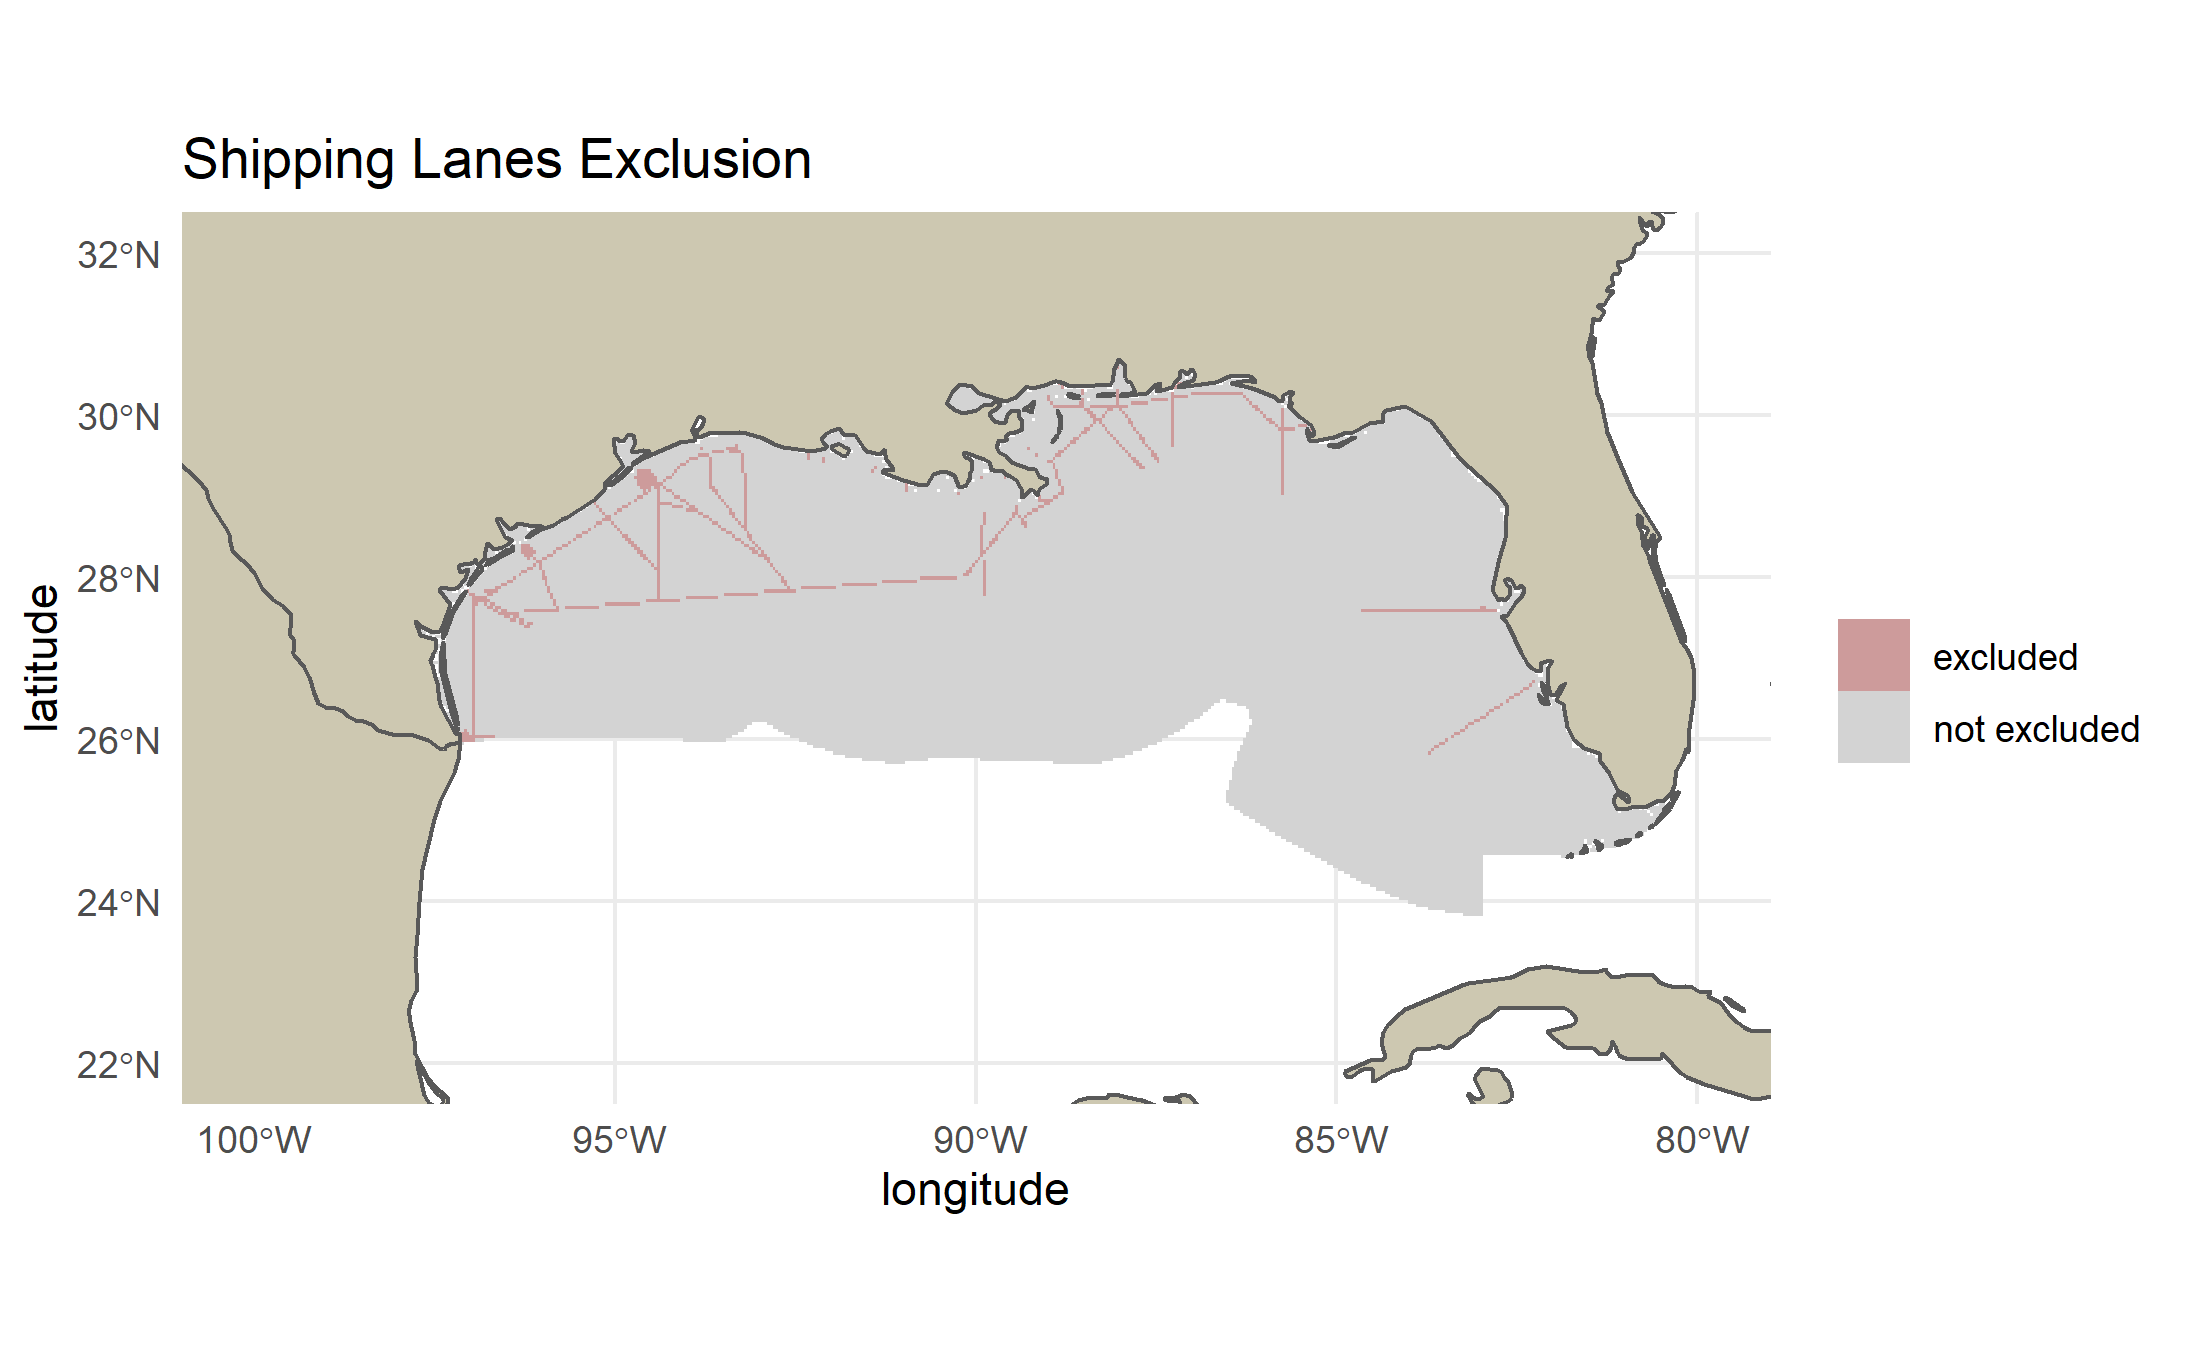 Shipping Lanes Exclusion
32°N
30°N
28°N
26°N
24°N
22°N
latitude
100°W 95°W 90°W 85°W 80°W
longitude
excluded
not excluded